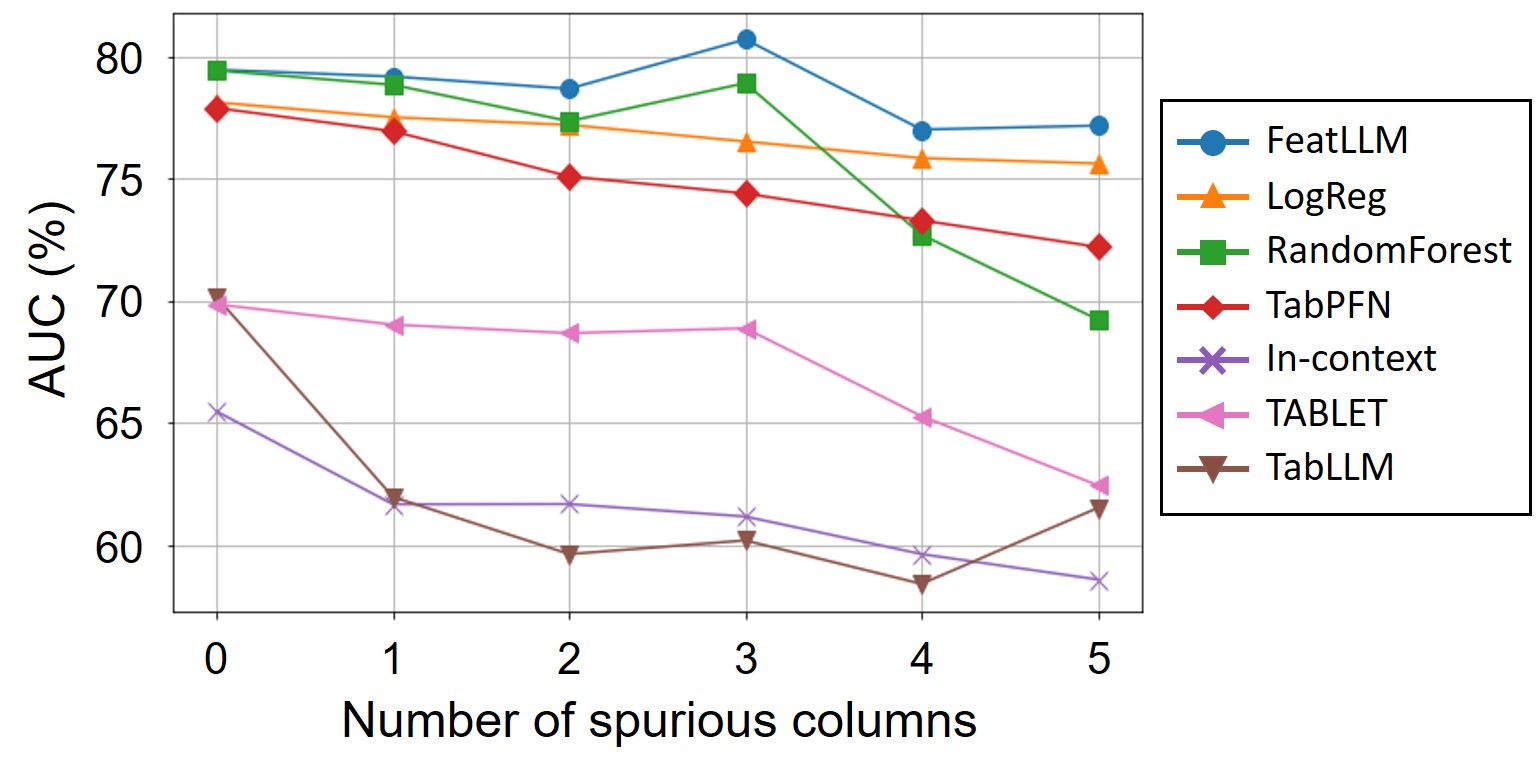 80
75
70
65
60
AUC (%)
0 1 2 3 4 5
Number of spurious columns
FeatLLM
LogReg
RandomForest
TabPFN
In-context
TABLET
TabLLM